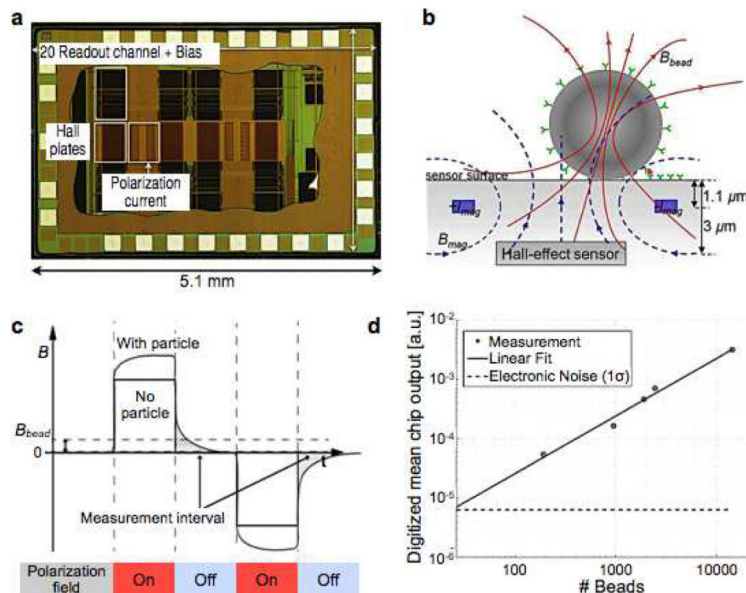 a
20 Readout channel + Bias
Hall
plates
Polarization
current
5.1 mm
b
B_bead
sensor surface
1.1 µm
3 µm
I_mag
I_mag
B_mag
Hall-effect sensor
c
B
With particle
No
particle
B_bead
0
t
Measurement interval
Polarization
field
On
Off
On
Off
d
Digitized mean chip output [a.u.]
10⁻²
10⁻³
10⁻⁴
10⁻⁵
10⁻⁶
Measurement
Linear Fit
Electronic Noise (1σ)
100
1000
10000
# Beads